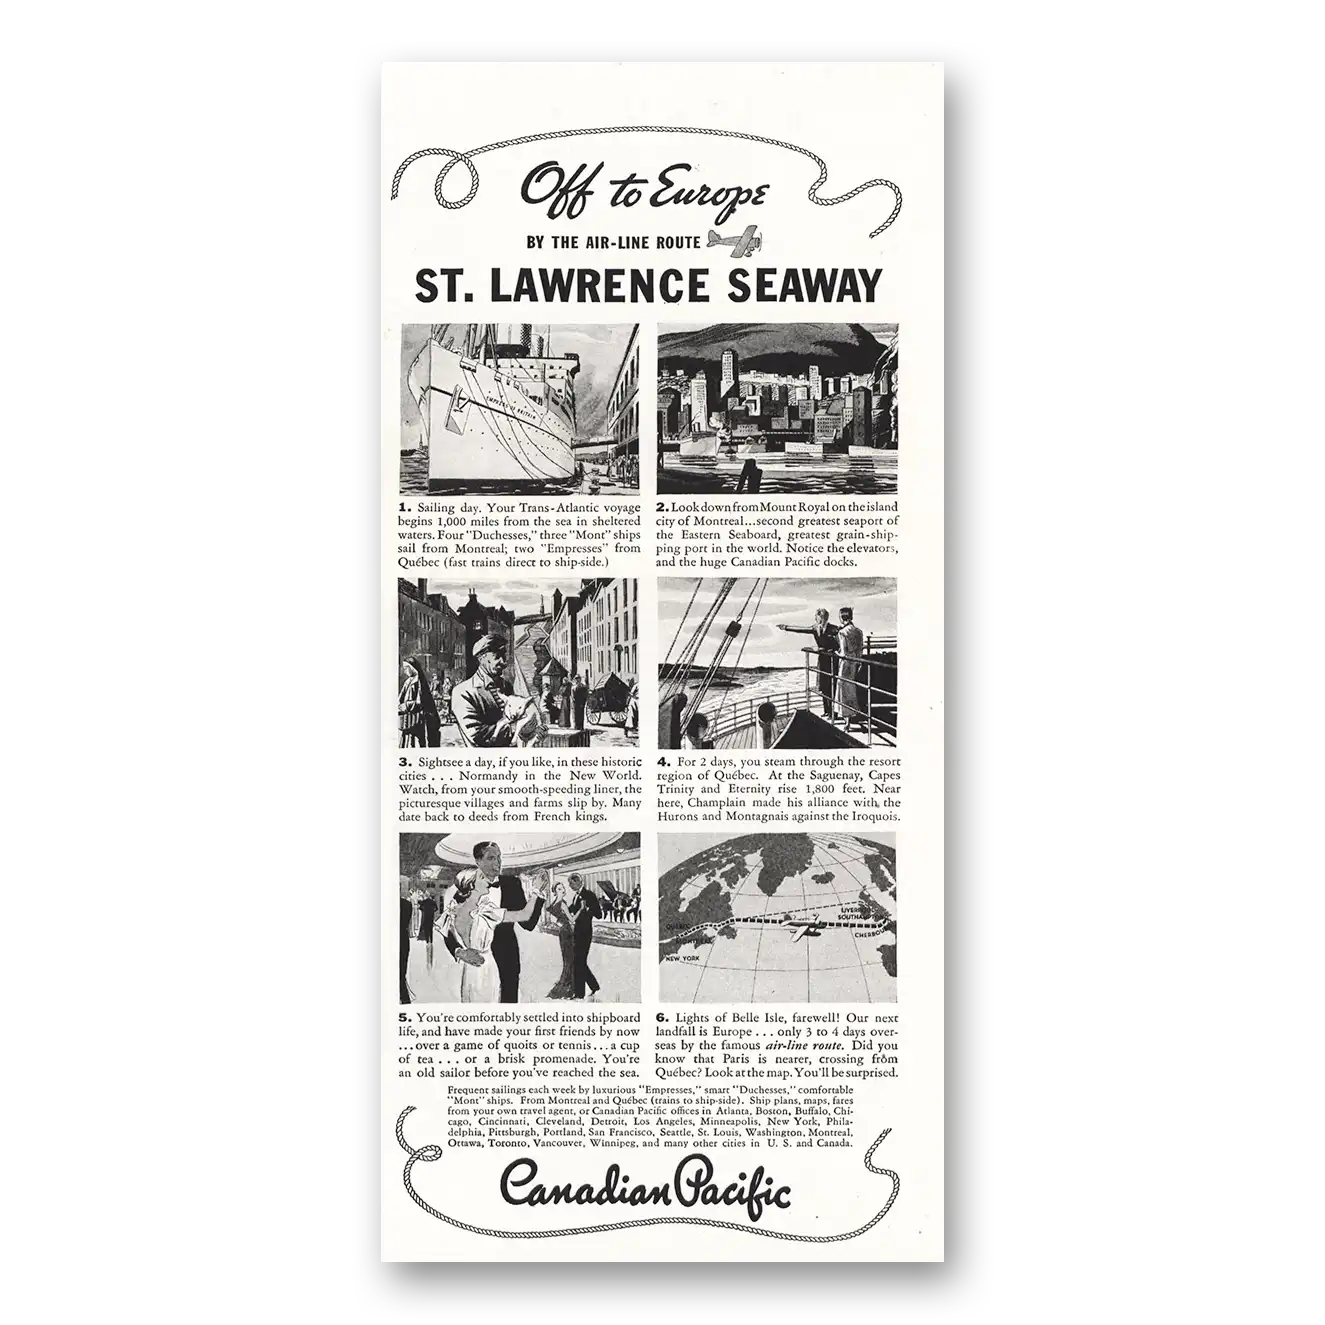 Off to Europe
BY THE AIR-LINE ROUTE
ST. LAWRENCE SEAWAY
EMPRESS OF BRITAIN
1. Sailing day. Your Trans-Atlantic voyage
begins 1,000 miles from the sea in sheltered
waters. Four "Duchesses," three "Mont" ships
sail from Montreal; two "Empresses" from
Québec (fast trains direct to ship-side.)
2. Look down from Mount Royal on the island
city of Montreal...second greatest seaport of
the Eastern Seaboard, greatest grain-ship-
ping port in the world. Notice the elevators,
and the huge Canadian Pacific docks.
3. Sightsee a day, if you like, in these historic
cities . . . Normandy in the New World.
Watch, from your smooth-speeding liner, the
picturesque villages and farms slip by. Many
date back to deeds from French kings.
4. For 2 days, you steam through the resort
region of Québec. At the Saguenay, Capes
Trinity and Eternity rise 1,800 feet. Near
here, Champlain made his alliance with the
Hurons and Montagnais against the Iroquois.
LIVERPOOL
SOUTHAMPTON
QUEBEC
CHERBOU
MONTREAL
NEW YORK
5. You're comfortably settled into shipboard
life, and have made your first friends by now
...over a game of quoits or tennis...a cup
of tea . . . or a brisk promenade. You're
an old sailor before you've reached the sea.
6. Lights of Belle Isle, farewell! Our next
landfall is Europe . . . only 3 to 4 days over-
seas by the famous air-line route. Did you
know that Paris is nearer, crossing from
Québec? Look at the map. You'll be surprised.
Frequent sailings each week by luxurious "Empresses," smart "Duchesses," comfortable
"Mont" ships. From Montreal and Québec (trains to ship-side). Ship plans, maps, fares
from your own travel agent, or Canadian Pacific offices in Atlanta, Boston, Buffalo, Chi-
cago, Cincinnati, Cleveland, Detroit, Los Angeles, Minneapolis, New York, Phila-
delphia, Pittsburgh, Portland, San Francisco, Seattle, St. Louis, Washington, Montreal,
Ottawa, Toronto, Vancouver, Winnipeg, and many other cities in U. S. and Canada.
Canadian Pacific